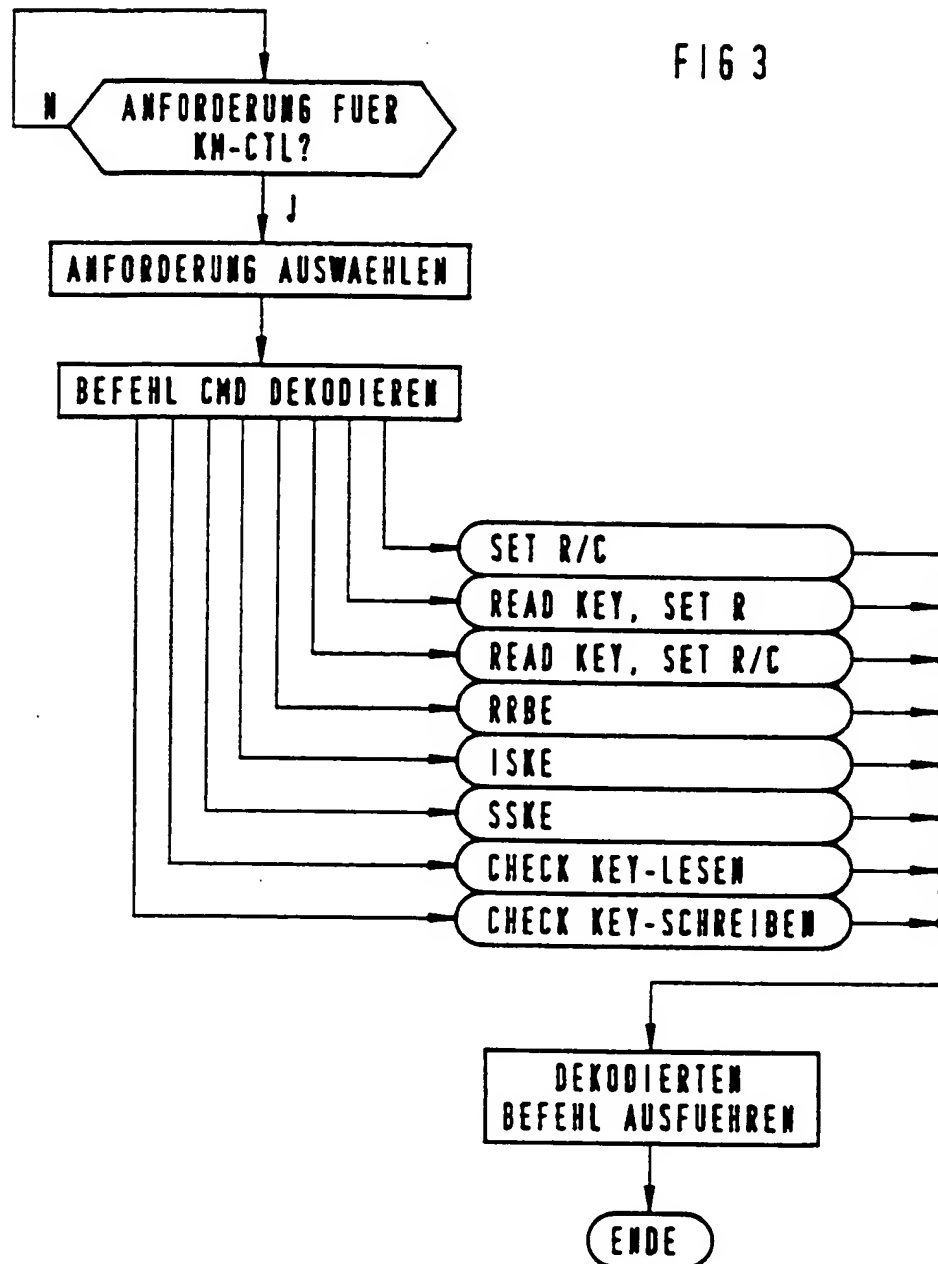 FIG 3
ANFORDERUNG FUER
KM-CTL?
N
J
ANFORDERUNG AUSWAEHLEN
BEFEHL CMD DEKODIEREN
SET R/C
READ KEY, SET R
READ KEY, SET R/C
RRBE
ISKE
SSKE
CHECK KEY-LESEN
CHECK KEY-SCHREIBEN
DEKODIERTEN
BEFEHL AUSFUEHREN
ENDE